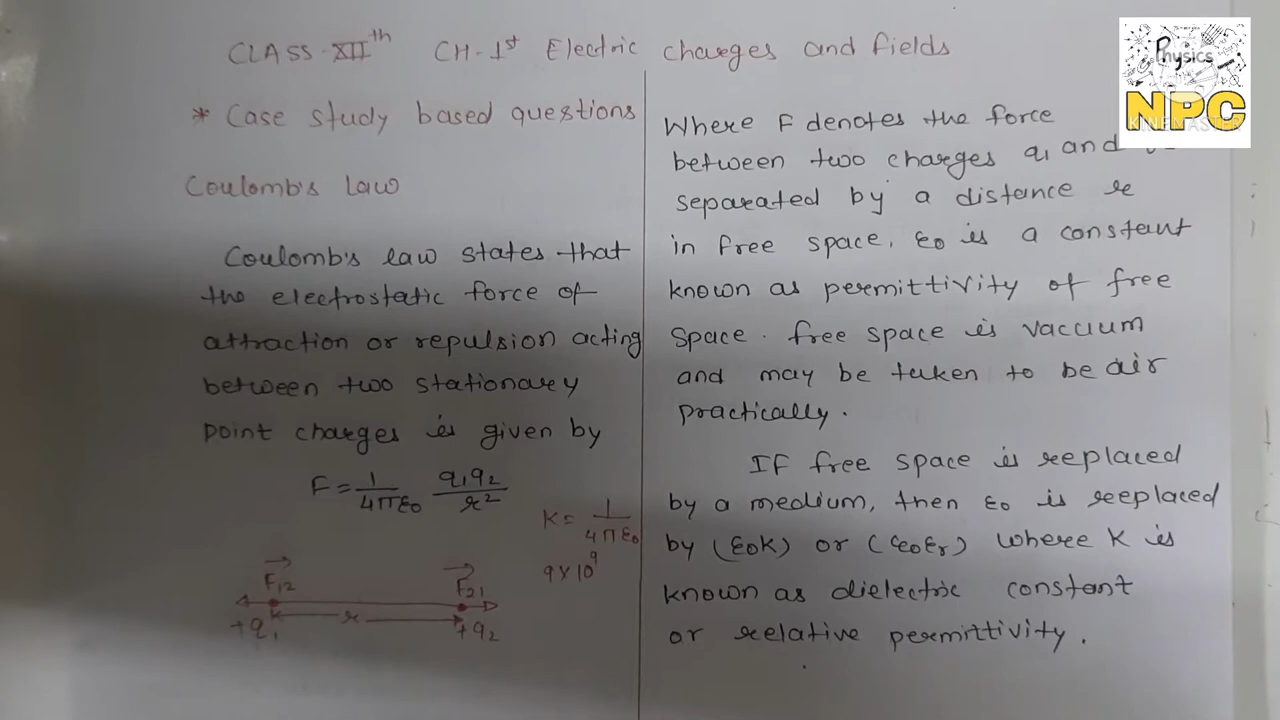 CLASS-XIIth CH-1st Electric charges and fields
* Case study based questions
Coulomb's law
Coulomb's law states that
the electrostatic force of
attraction or repulsion acting
between two stationary
point charges is given by
F = 1/4πε0 q1q2/r2
K = 1/4πε0
9 x 10^9
F12 F21
r
+q1 +q2
Where F denotes the force
between two charges q1 and
separated by a distance r
in free space, ε0 is a constant
known as permittivity of free
space. free space is vaccium
and may be taken to be air
practically.
If free space is replaced
by a medium, then ε0 is reeplaced
by (ε0K) or (ε0εr) where K is
known as dielectric constant
or relative permittivity.
Physics
NPC
KINEMASTER